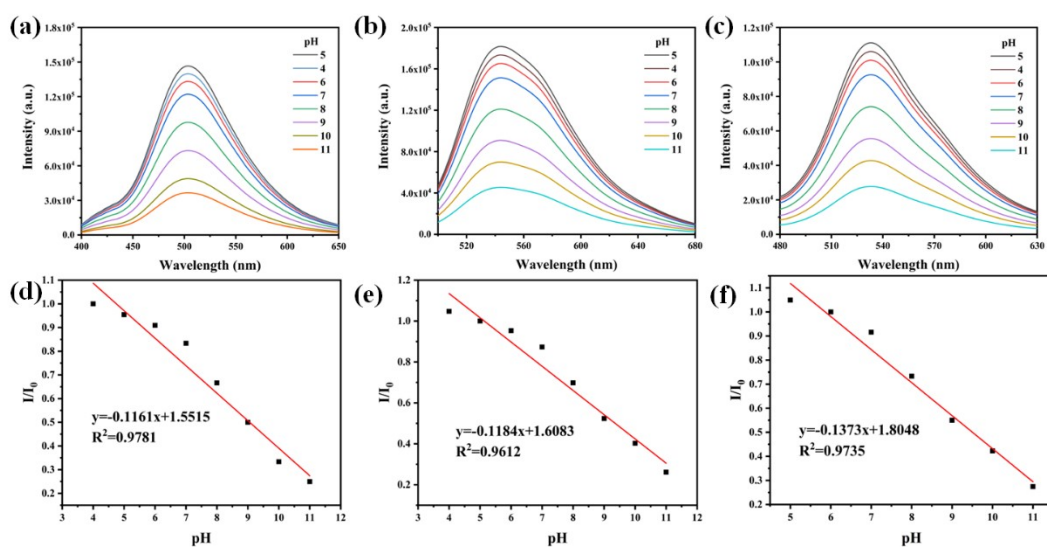 (a)
1.8x10⁵
1.5x10⁵
1.2x10⁵
9.0x10⁴
6.0x10⁴
3.0x10⁴
0.0
Intensity (a.u.)
400 450 500 550 600 650
Wavelength (nm)
pH
5
4
6
7
8
9
10
11
(b)
2.0x10⁵
1.6x10⁵
1.2x10⁵
8.0x10⁴
4.0x10⁴
0.0
Intensity (a.u.)
520 560 600 640 680
Wavelength (nm)
pH
5
4
6
7
8
9
10
11
(c)
1.2x10⁵
1.0x10⁵
8.0x10⁴
6.0x10⁴
4.0x10⁴
2.0x10⁴
0.0
Intensity (a.u.)
480 510 540 570 600 630
Wavelength (nm)
pH
5
4
6
7
8
9
10
11
(d)
1.1
1.0
0.9
0.8
0.7
0.6
0.5
0.4
0.3
0.2
I/I₀
y=-0.1161x+1.5515
R²=0.9781
3 4 5 6 7 8 9 10 11 12
pH
(e)
1.2
1.0
0.8
0.6
0.4
0.2
I/I₀
y=-0.1184x+1.6083
R²=0.9612
3 4 5 6 7 8 9 10 11 12
pH
(f)
1.1
1.0
0.9
0.8
0.7
0.6
0.5
0.4
0.3
I/I₀
y=-0.1373x+1.8048
R²=0.9735
5 6 7 8 9 10 11
pH